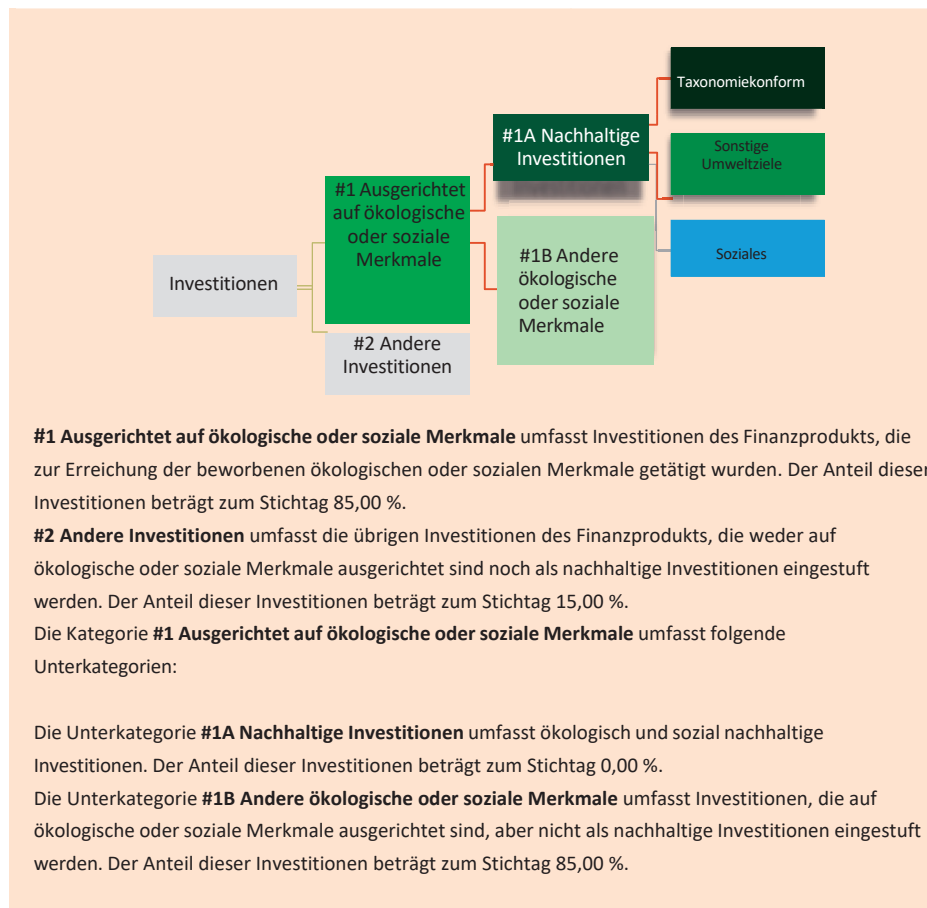 Taxonomiekonform
#1A Nachhaltige
Investitionen
Sonstige
Umweltziele
#1 Ausgerichtet
auf ökologische
oder soziale
Merkmale
#1B Andere
ökologische
oder soziale
Merkmale
Soziales
Investitionen
#2 Andere
Investitionen
#1 Ausgerichtet auf ökologische oder soziale Merkmale umfasst Investitionen des Finanzprodukts, die
zur Erreichung der beworbenen ökologischen oder sozialen Merkmale getätigt wurden. Der Anteil dieser
Investitionen beträgt zum Stichtag 85,00 %.
#2 Andere Investitionen umfasst die übrigen Investitionen des Finanzprodukts, die weder auf
ökologische oder soziale Merkmale ausgerichtet sind noch als nachhaltige Investitionen eingestuft
werden. Der Anteil dieser Investitionen beträgt zum Stichtag 15,00 %.
Die Kategorie #1 Ausgerichtet auf ökologische oder soziale Merkmale umfasst folgende
Unterkategorien:
Die Unterkategorie #1A Nachhaltige Investitionen umfasst ökologisch und sozial nachhaltige
Investitionen. Der Anteil dieser Investitionen beträgt zum Stichtag 0,00 %.
Die Unterkategorie #1B Andere ökologische oder soziale Merkmale umfasst Investitionen, die auf
ökologische oder soziale Merkmale ausgerichtet sind, aber nicht als nachhaltige Investitionen eingestuft
werden. Der Anteil dieser Investitionen beträgt zum Stichtag 85,00 %.